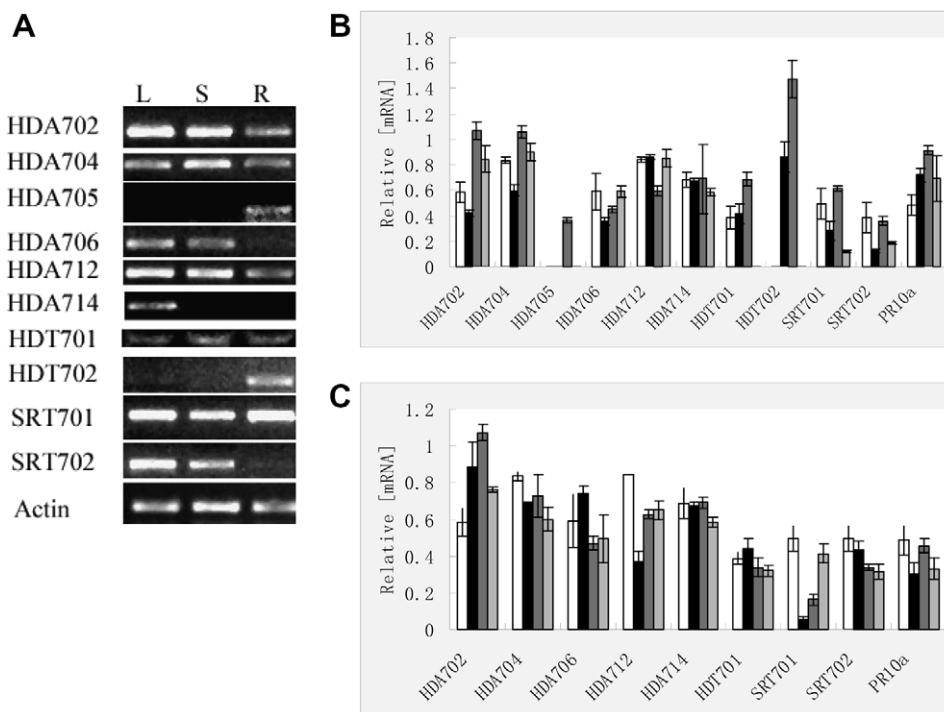 A
L S R
HDA702
HDA704
HDA705
HDA706
HDA712
HDA714
HDT701
HDT702
SRT701
SRT702
Actin
B
Relative [mRNA]
1.8
1.6
1.4
1.2
1
0.8
0.6
0.4
0.2
0
HDA702 HDA704 HDA705 HDA706 HDA712 HDA714 HDT701 HDT702 SRT701 SRT702 PR10a
C
Relative [mRNA]
1.2
1
0.8
0.6
0.4
0.2
0
HDA702 HDA704 HDA706 HDA712 HDA714 HDT701 SRT701 SRT702 PR10a